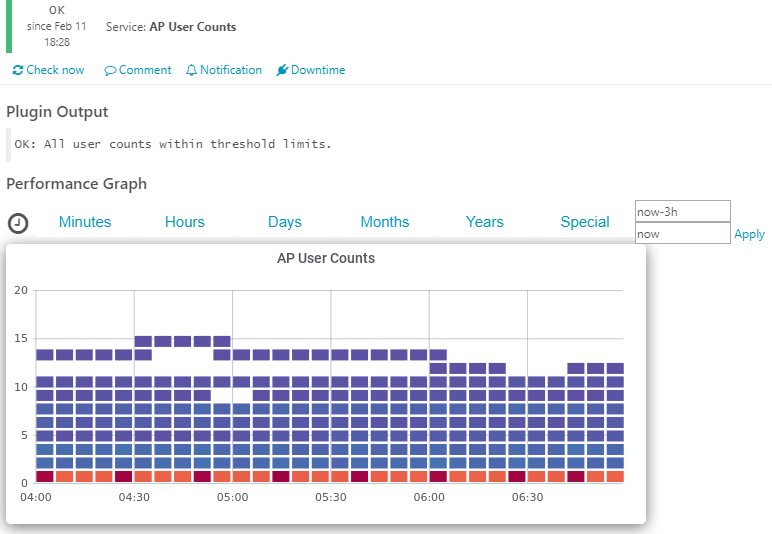 OK
since Feb 11
18:28
Service: AP User Counts
Check now Comment Notification Downtime
Plugin Output
OK: All user counts within threshold limits.
Performance Graph
Minutes Hours Days Months Years Special
now-3h
now
Apply
AP User Counts
20
15
10
5
0
04:00 04:30 05:00 05:30 06:00 06:30